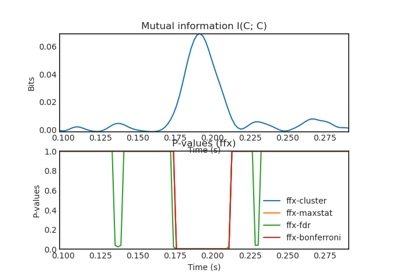 Mutual information I(C; C)
0.06
0.04
0.02
0.00
Bits
0.100 0.125 0.150 0.175 0.200 0.225 0.250 0.275
Time (s)
P-values (ffx)
1.0
0.8
0.6
0.4
0.2
0.0
P-values
ffx-cluster
ffx-maxstat
ffx-fdr
ffx-bonferroni
0.100 0.125 0.150 0.175 0.200 0.225 0.250 0.275
Time (s)